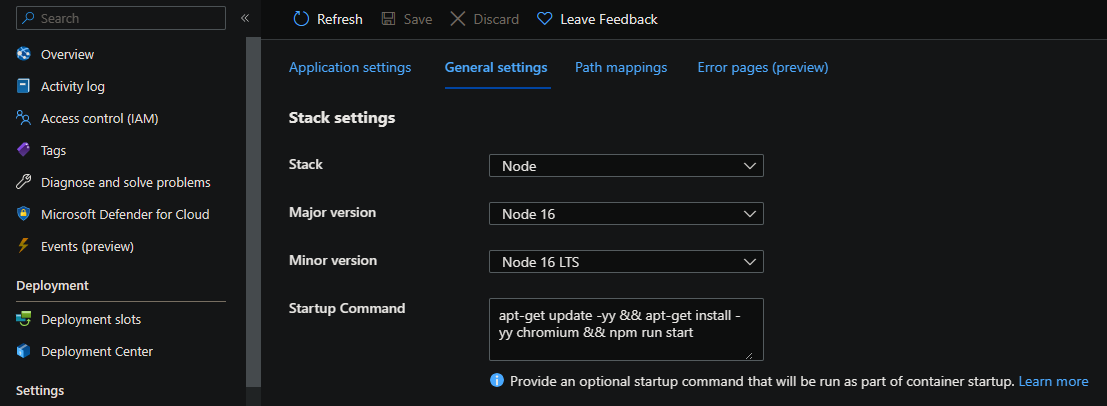 Search
«
Refresh
Save
Discard
Leave Feedback
Overview
Activity log
Access control (IAM)
Tags
Diagnose and solve problems
Microsoft Defender for Cloud
Events (preview)
Deployment
Deployment slots
Deployment Center
Settings
Application settings
General settings
Path mappings
Error pages (preview)
Stack settings
Stack
Node
Major version
Node 16
Minor version
Node 16 LTS
Startup Command
apt-get update -yy && apt-get install -
yy chromium && npm run start
Provide an optional startup command that will be run as part of container startup. Learn more